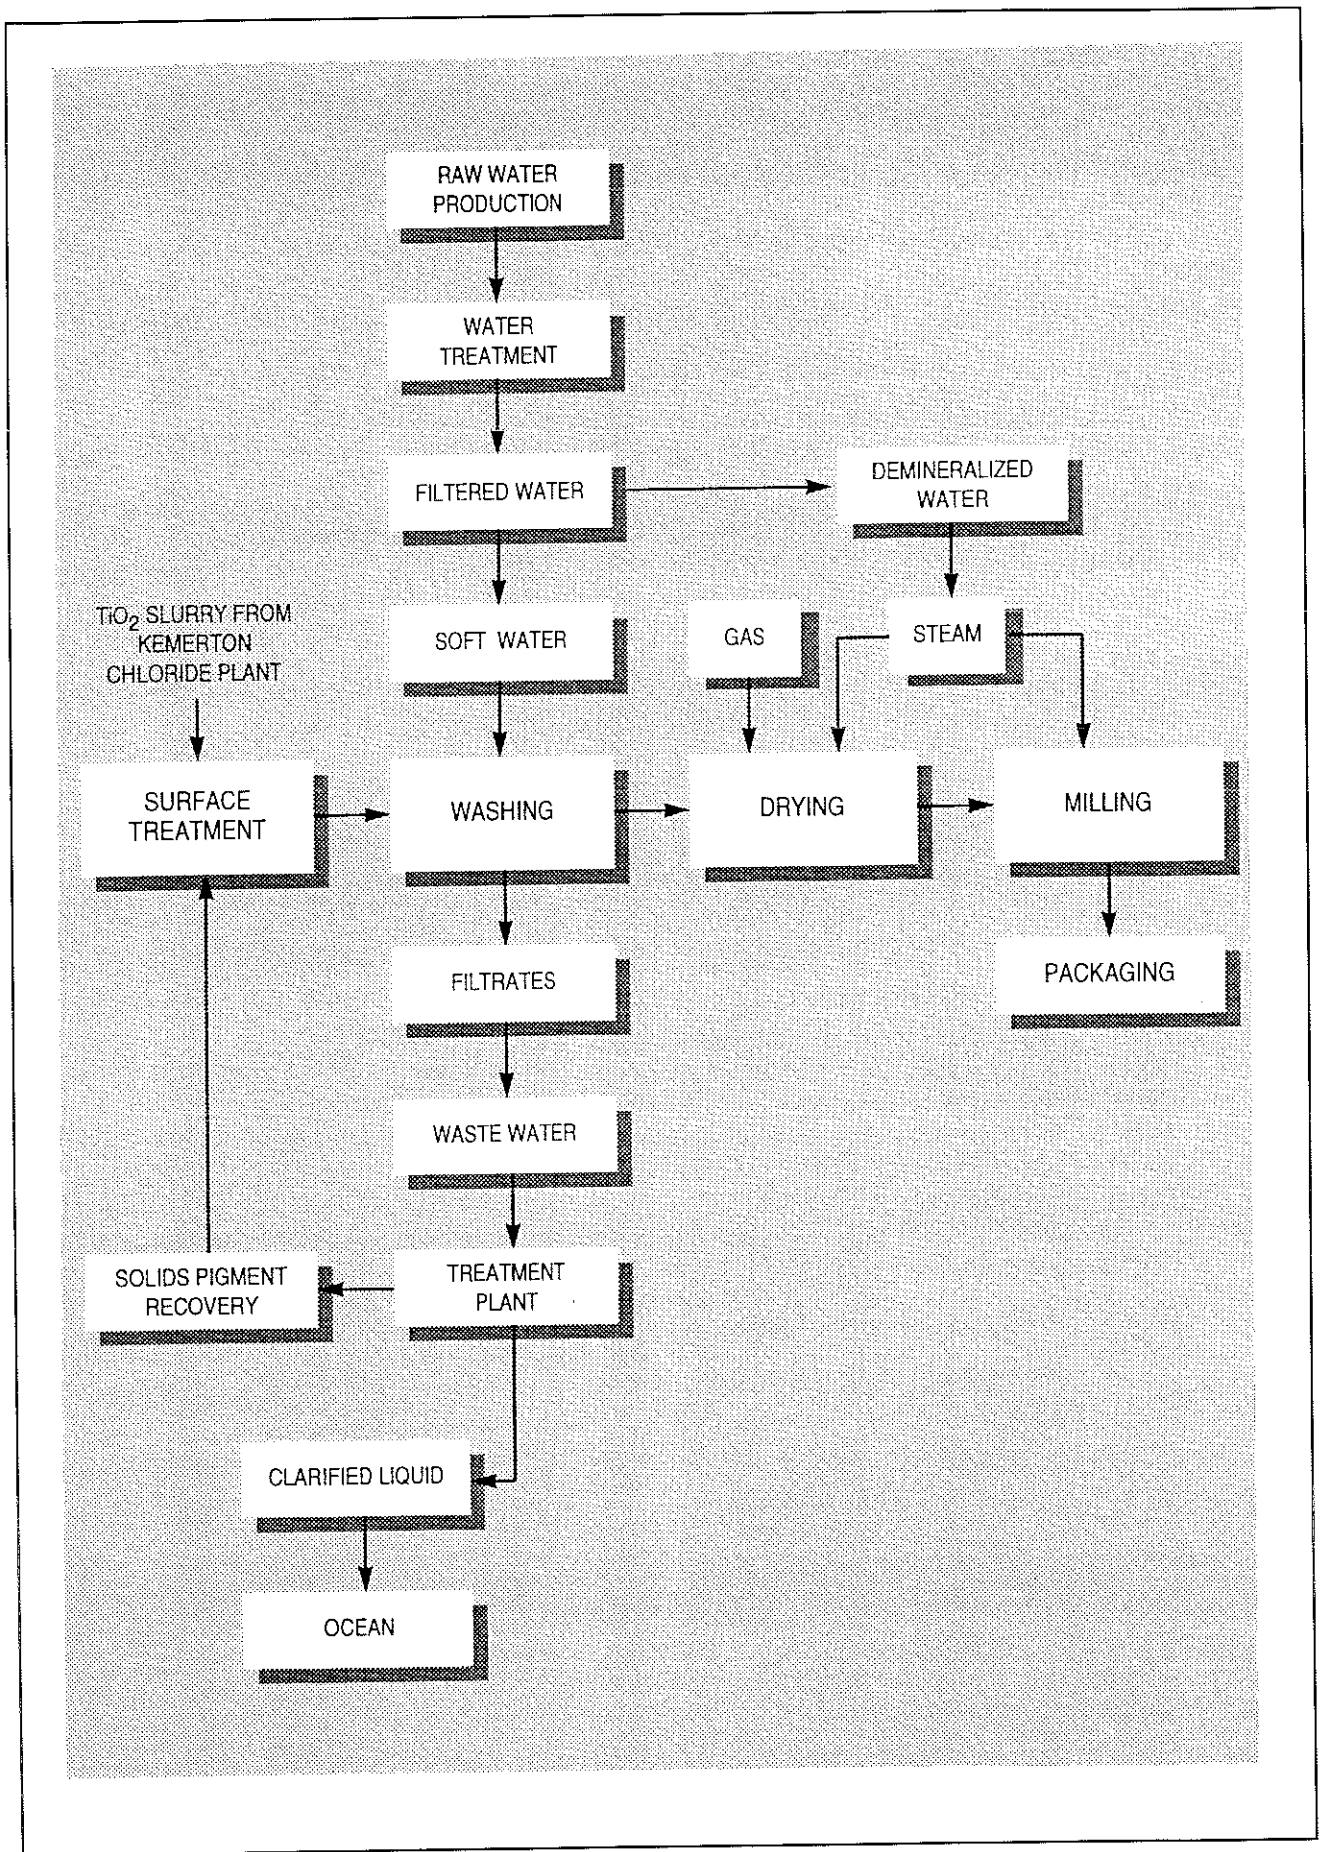 RAW WATER
PRODUCTION
WATER
TREATMENT
FILTERED WATER
DEMINERALIZED
WATER
TiO₂ SLURRY FROM
KEMERTON
CHLORIDE PLANT
SOFT WATER
GAS
STEAM
SURFACE
TREATMENT
WASHING
DRYING
MILLING
FILTRATES
PACKAGING
WASTE WATER
SOLIDS PIGMENT
RECOVERY
TREATMENT
PLANT
CLARIFIED LIQUID
OCEAN